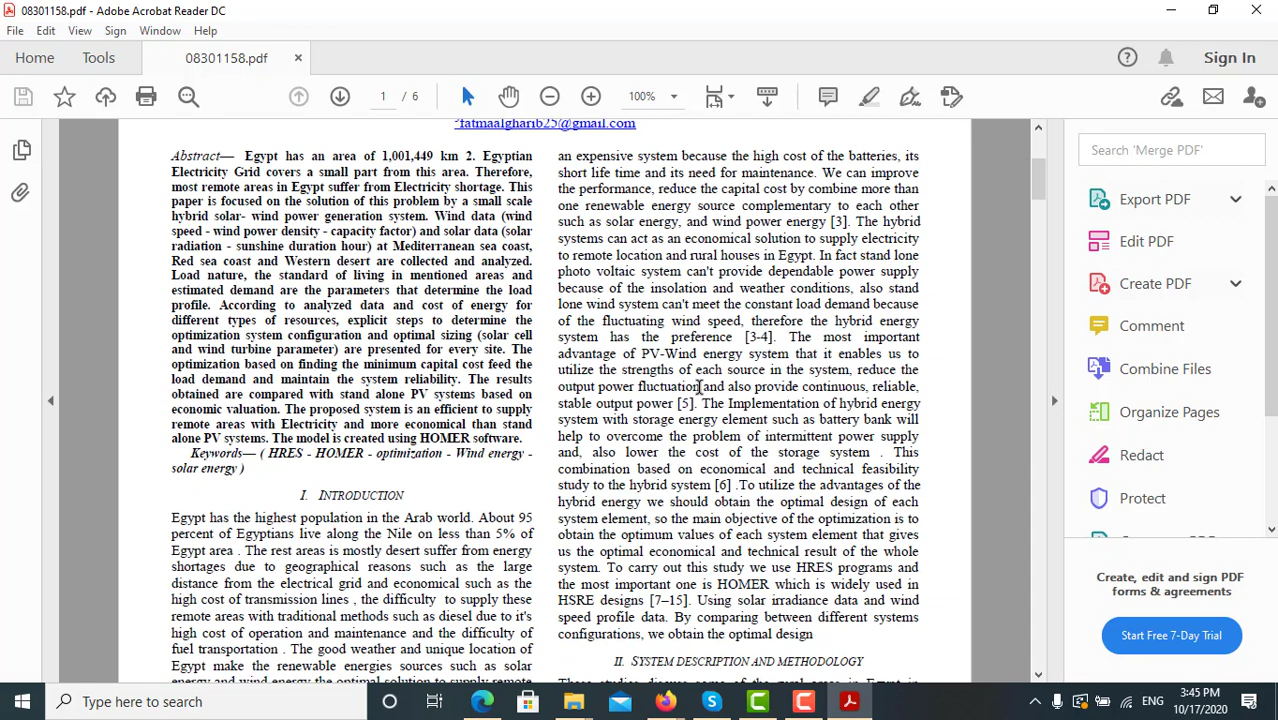 08301158.pdf - Adobe Acrobat Reader DC
File Edit View Sign Window Help
Home Tools 08301158.pdf × Sign In
1 / 6 100%
afatmaalgharib25@gmail.com
Abstract— Egypt has an area of 1,001,449 km 2. Egyptian
Electricity Grid covers a small part from this area. Therefore,
most remote areas in Egypt suffer from Electricity shortage. This
paper is focused on the solution of this problem by a small scale
hybrid solar- wind power generation system. Wind data (wind
speed - wind power density - capacity factor) and solar data (solar
radiation - sunshine duration hour) at Mediterranean sea coast,
Red sea coast and Western desert are collected and analyzed.
Load nature, the standard of living in mentioned areas and
estimated demand are the parameters that determine the load
profile. According to analyzed data and cost of energy for
different types of resources, explicit steps to determine the
optimization system configuration and optimal sizing (solar cell
and wind turbine parameter) are presented for every site. The
optimization based on finding the minimum capital cost feed the
load demand and maintain the system reliability. The results
obtained are compared with stand alone PV systems based on
economic valuation. The proposed system is an efficient to supply
remote areas with Electricity and more economical than stand
alone PV systems. The model is created using HOMER software.
Keywords— ( HRES - HOMER - optimization - Wind energy -
solar energy )
I. INTRODUCTION
Egypt has the highest population in the Arab world. About 95
percent of Egyptians live along the Nile on less than 5% of
Egypt area . The rest areas is mostly desert suffer from energy
shortages due to geographical reasons such as the large
distance from the electrical grid and economical such as the
high cost of transmission lines , the difficulty to supply these
remote areas with traditional methods such as diesel due to it's
high cost of operation and maintenance and the difficulty of
fuel transportation . The good weather and unique location of
Egypt make the renewable energies sources such as solar
energy and wind energy the optimal solution to supply remote
an expensive system because the high cost of the batteries, its
short life time and its need for maintenance. We can improve
the performance, reduce the capital cost by combine more than
one renewable energy source complementary to each other
such as solar energy, and wind power energy [3]. The hybrid
systems can act as an economical solution to supply electricity
to remote location and rural houses in Egypt. In fact stand lone
photo voltaic system can't provide dependable power supply
because of the insolation and weather conditions, also stand
lone wind system can't meet the constant load demand because
of the fluctuating wind speed, therefore the hybrid energy
system has the preference [3-4]. The most important
advantage of PV-Wind energy system that it enables us to
utilize the strengths of each source in the system, reduce the
output power fluctuation and also provide continuous, reliable,
stable output power [5]. The Implementation of hybrid energy
system with storage energy element such as battery bank will
help to overcome the problem of intermittent power supply
and, also lower the cost of the storage system . This
combination based on economical and technical feasibility
study to the hybrid system [6] .To utilize the advantages of the
hybrid energy we should obtain the optimal design of each
system element, so the main objective of the optimization is to
obtain the optimum values of each system element that gives
us the optimal economical and technical result of the whole
system. To carry out this study we use HRES programs and
the most important one is HOMER which is widely used in
HSRE designs [7–15]. Using solar irradiance data and wind
speed profile data. By comparing between different systems
configurations, we obtain the optimal design
II. SYSTEM DESCRIPTION AND METHODOLOGY
These studies discuss some of the rural areas in Egypt in
Search 'Merge PDF'
Export PDF
Edit PDF
Create PDF
Comment
Combine Files
Organize Pages
Redact
Protect
Create, edit and sign PDF
forms & agreements
Start Free 7-Day Trial
Type here to search
ENG
3:45 PM
10/17/2020